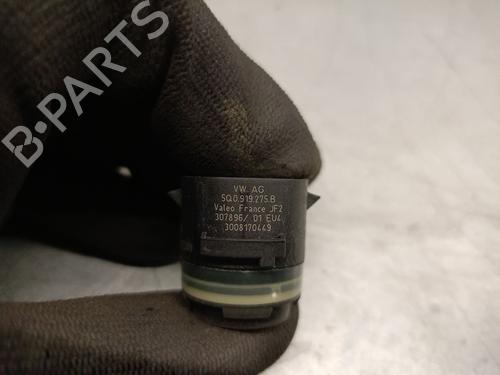 B-PARTS
VW. AG
5Q0.919.275.B
Valeo France JF2
307896/ D1 EU4
3008170449